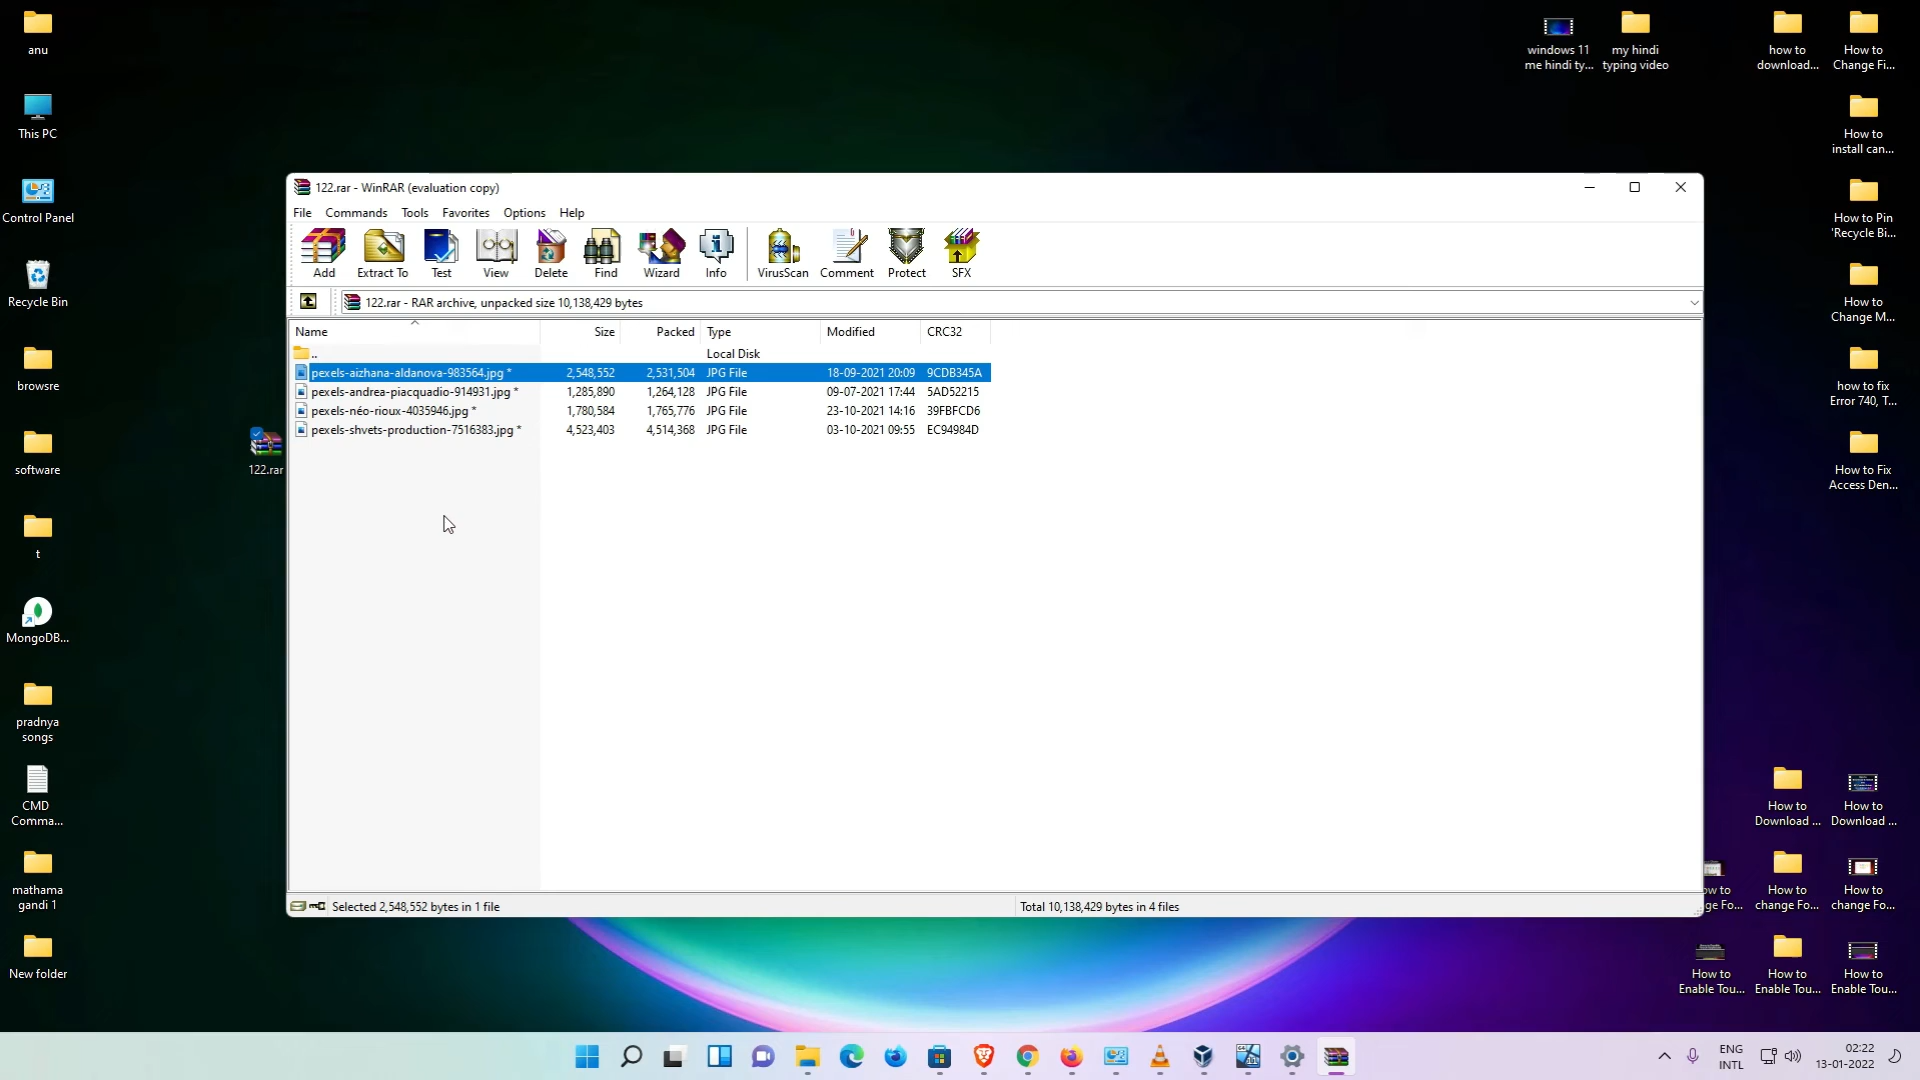 anu
This PC
Control Panel
Recycle Bin
browsre
software
t
MongoDB...
pradnya
songs
CMD
Comma...
mathama
gandi 1
New folder
122.rar
122.rar - WinRAR (evaluation copy)
File Commands Tools Favorites Options Help
Add Extract To Test View Delete Find Wizard Info VirusScan Comment Protect SFX
122.rar - RAR archive, unpacked size 10,138,429 bytes
Name Size Packed Type Modified CRC32
.. Local Disk
pexels-aizhana-aldanova-983564.jpg * 2,548,552 2,531,504 JPG File 18-09-2021 20:09 9CDB345A
pexels-andrea-piacquadio-914931.jpg * 1,285,890 1,264,128 JPG File 09-07-2021 17:44 5AD52215
pexels-néo-rioux-4035946.jpg * 1,780,584 1,765,776 JPG File 23-10-2021 14:16 39FBFCD6
pexels-shvets-production-7516383.jpg * 4,523,403 4,514,368 JPG File 03-10-2021 09:55 EC94984D
Selected 2,548,552 bytes in 1 file Total 10,138,429 bytes in 4 files
windows 11
me hindi ty...
my hindi
typing video
how to
download...
How to
Change Fi...
How to
install can...
How to Pin
'Recycle Bi...
How to
Change M...
how to fix
Error 740, T...
How to Fix
Access Den...
How to
Download ...
How to
Download ...
ow to
ge Fo...
How to
change Fo...
How to
change Fo...
How to
Enable Tou...
How to
Enable Tou...
How to
Enable Tou...
ENG
INTL
02:22
13-01-2022